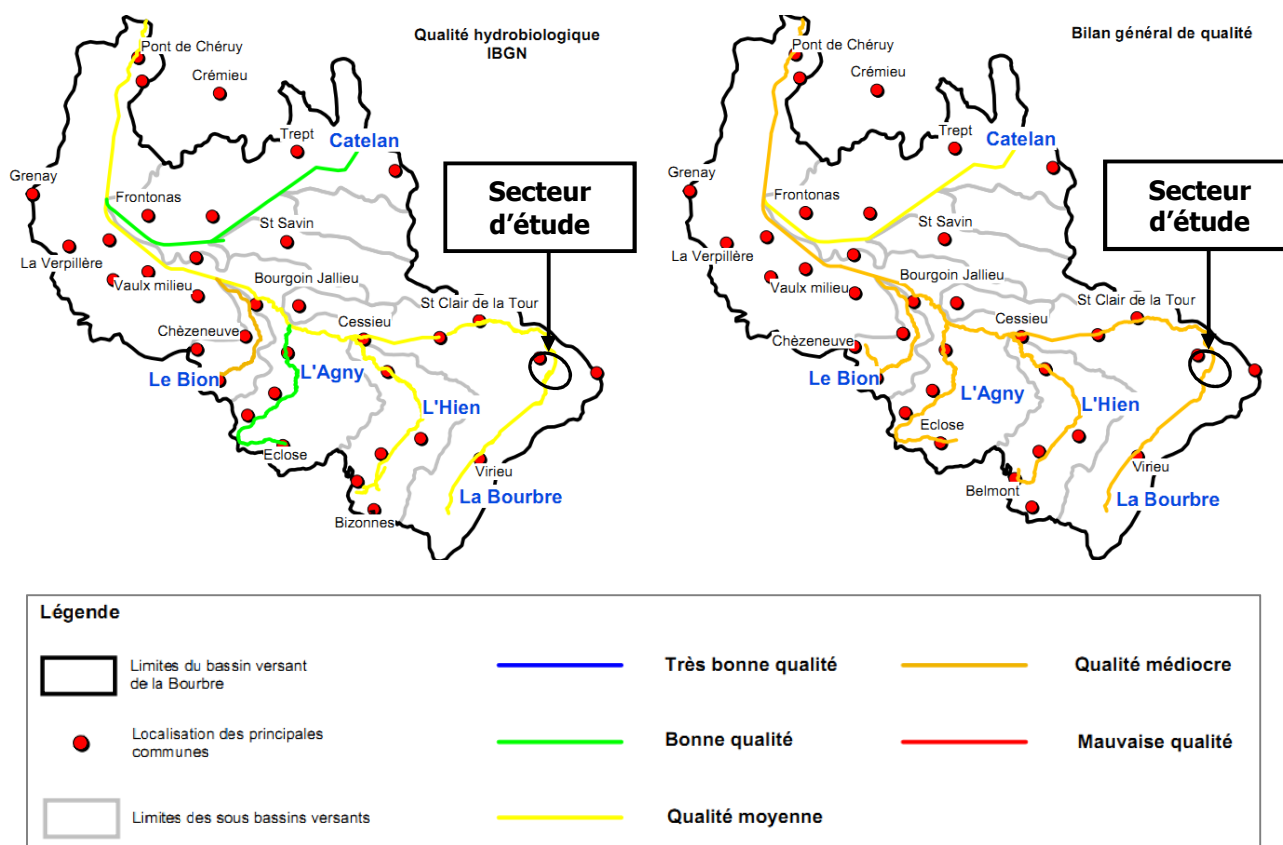 Qualité hydrobiologique
IBGN
Pont de Chéruy
Crémieu
Trept
Catelan
Grenay
Frontonas
St Savin
Secteur
d'étude
La Verpillère
Vaulx milieu
Bourgoin Jallieu
St Clair de la Tour
Chèzeneuve
Cessieu
Le Bion
L'Agny
L'Hien
Eclose
Virieu
La Bourbre
Bizonnes
Bilan général de qualité
Pont de Chéruy
Crémieu
Trept
Catelan
Grenay
Frontonas
St Savin
Secteur
d'étude
La Verpillère
Vaulx milieu
Bourgoin Jallieu
St Clair de la Tour
Chèzeneuve
Cessieu
Le Bion
L'Agny
L'Hien
Eclose
Virieu
Belmont
La Bourbre
Légende
Limites du bassin versant
de la Bourbre
Très bonne qualité
Qualité médiocre
Localisation des principales
communes
Bonne qualité
Mauvaise qualité
Limites des sous bassins versants
Qualité moyenne